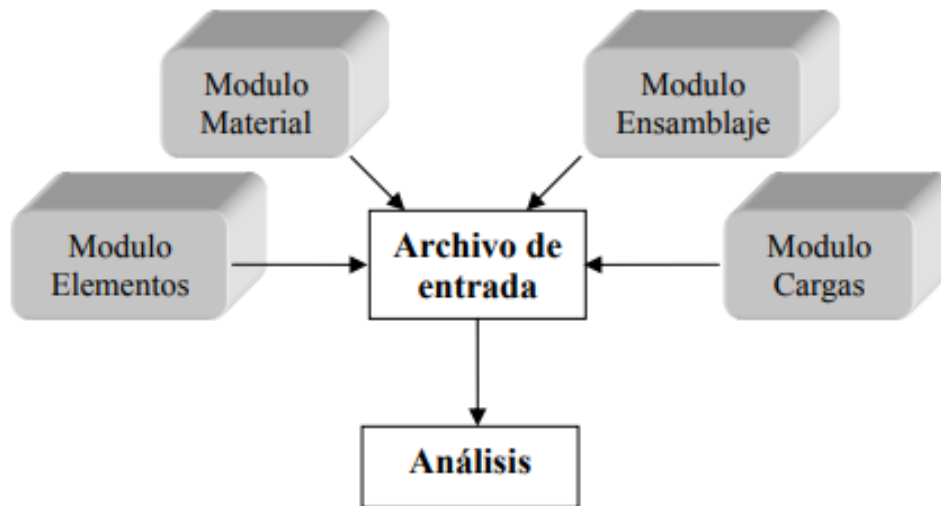 Modulo
Material
Modulo
Ensamblaje
Modulo
Elementos
Archivo de
entrada
Modulo
Cargas
Análisis